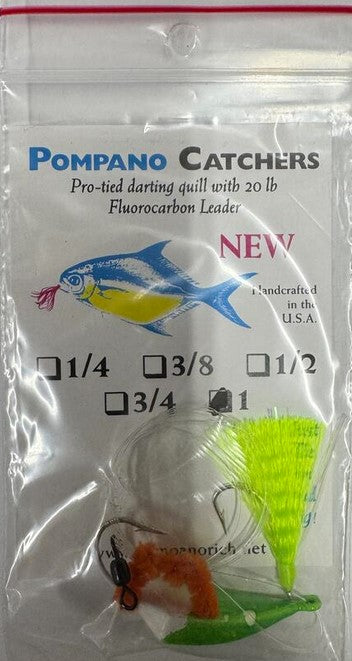 POMPANO CATCHERS
Pro-tied darting quill with 20 lb
Fluorocarbon Leader
NEW
Handcrafted
in the
U.S.A.
1/4 3/8 1/2
3/4 1